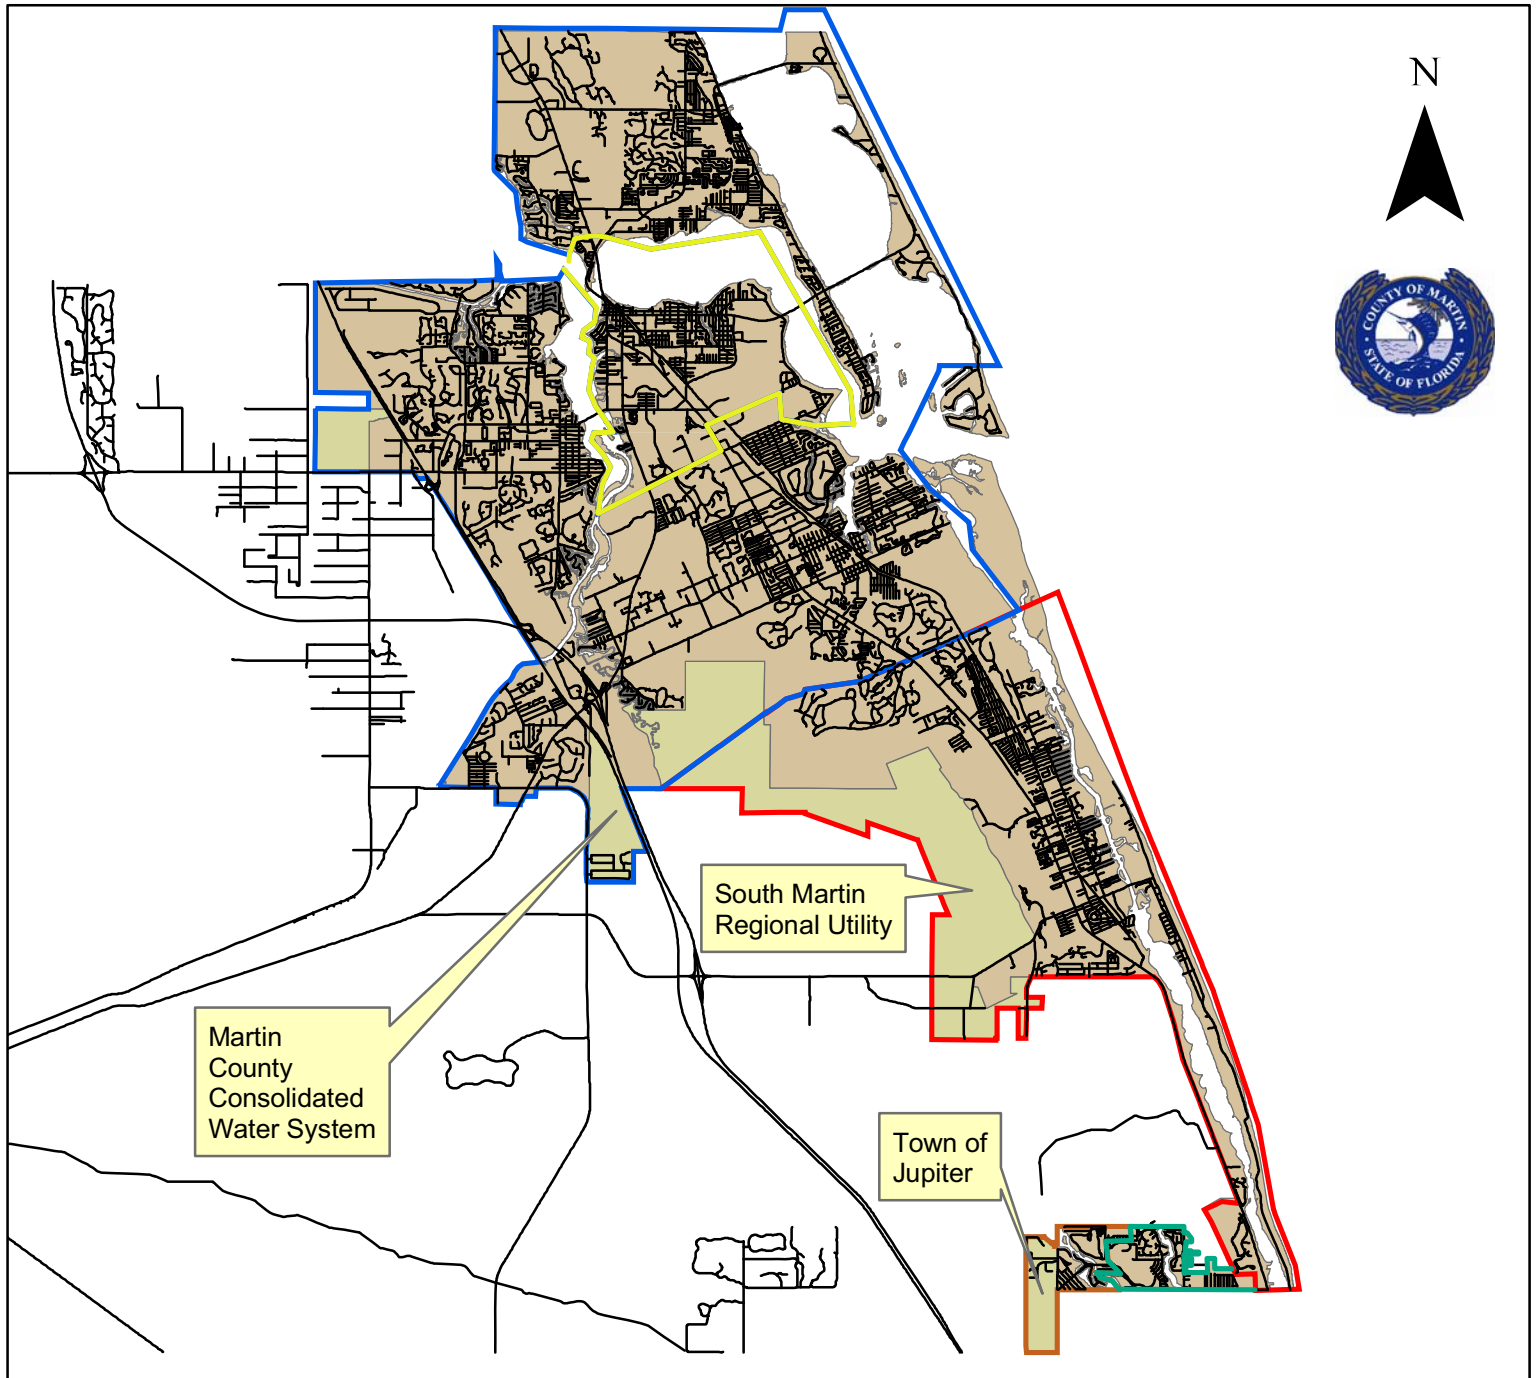 N
COUNTY OF MARTIN
STATE OF FLORIDA
South Martin
Regional Utility
Martin
County
Consolidated
Water System
Town of
Jupiter